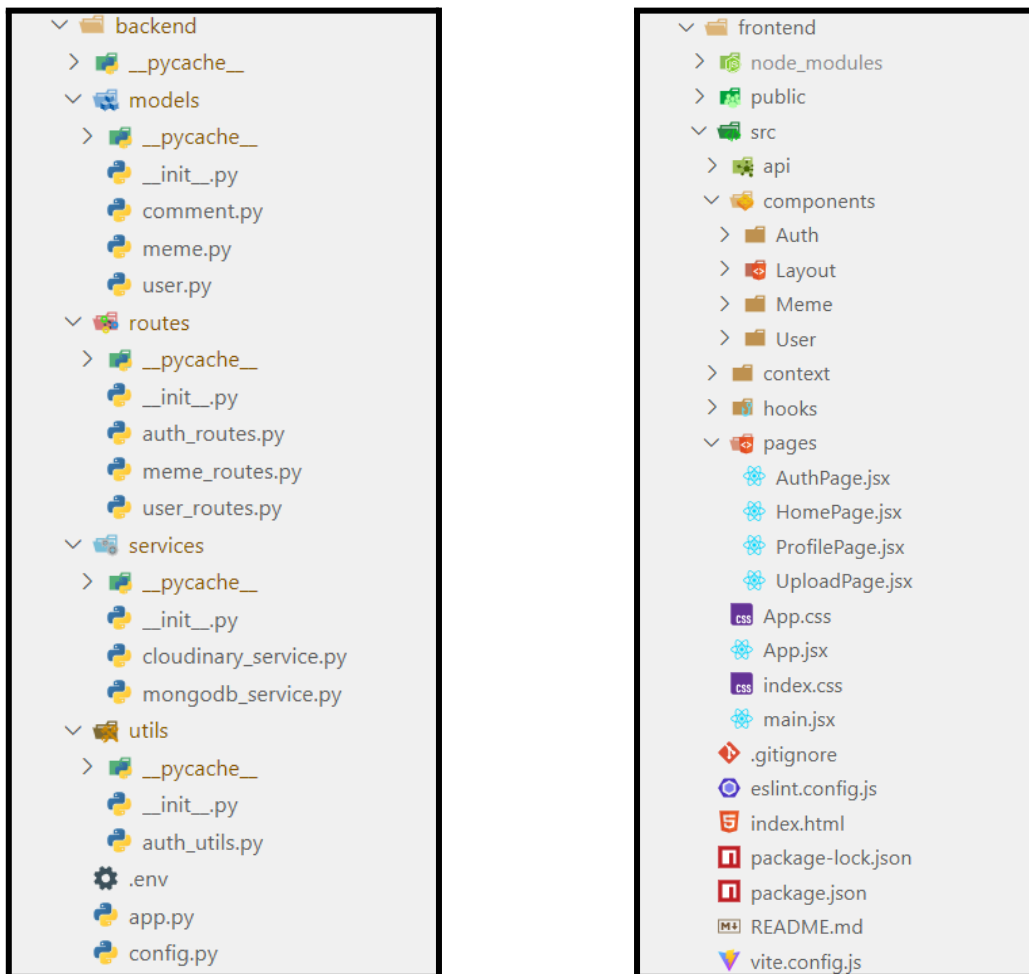 backend
__pycache__
models
__pycache__
__init__.py
comment.py
meme.py
user.py
routes
__pycache__
__init__.py
auth_routes.py
meme_routes.py
user_routes.py
services
__pycache__
__init__.py
cloudinary_service.py
mongodb_service.py
utils
__pycache__
__init__.py
auth_utils.py
.env
app.py
config.py
frontend
node_modules
public
src
api
components
Auth
Layout
Meme
User
context
hooks
pages
AuthPage.jsx
HomePage.jsx
ProfilePage.jsx
UploadPage.jsx
CSS App.css
App.jsx
CSS index.css
main.jsx
.gitignore
eslint.config.js
index.html
package-lock.json
package.json
README.md
vite.config.js